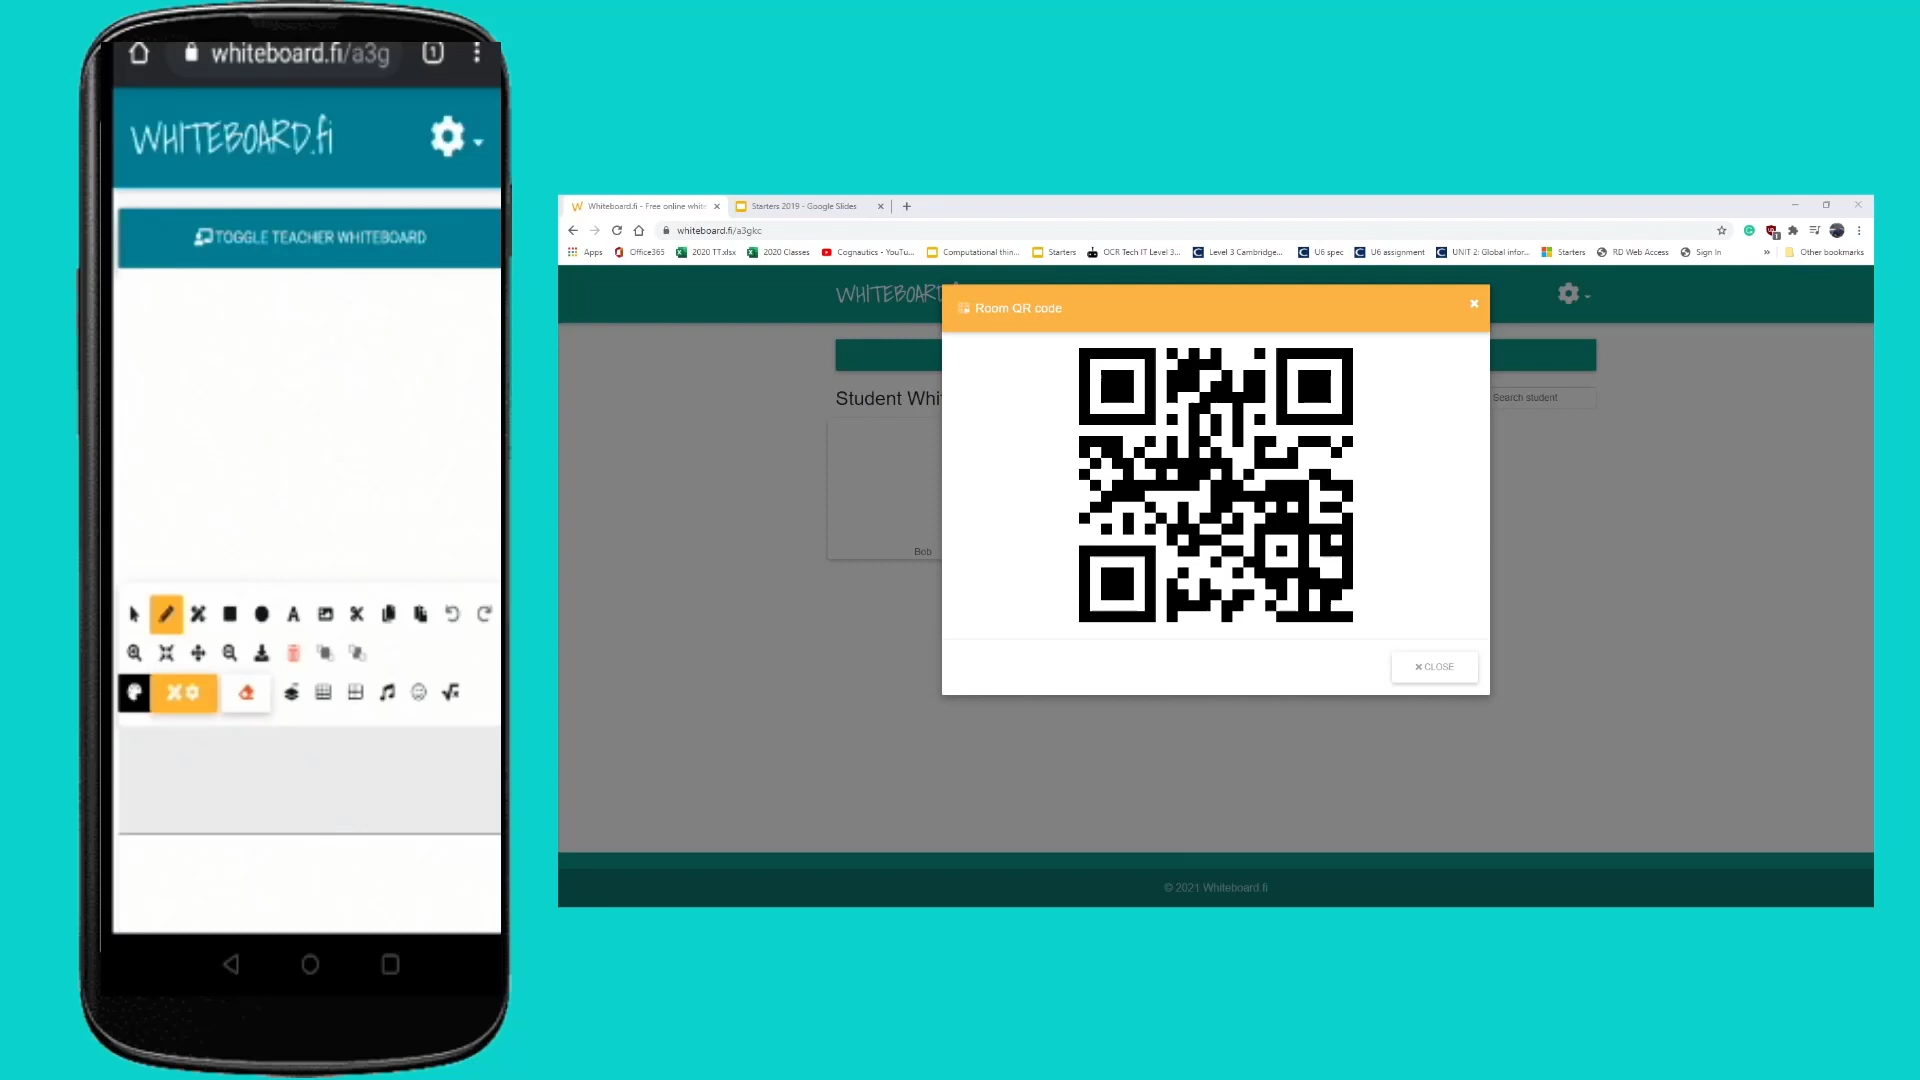 whiteboard.fi/a3g
1
WHITEBOARD.fi
TOGGLE TEACHER WHITEBOARD
Whiteboard.fi - Free online white
Starters 2019 - Google Slides
whiteboard.fi/a3gkc
Apps
Office365
2020 TT.xlsx
2020 Classes
Cognautics - YouTu...
Computational thin...
Starters
OCR Tech IT Level 3...
Level 3 Cambridge...
U6 spec
U6 assignment
UNIT 2: Global infor...
Starters
RD Web Access
Sign In
Other bookmarks
WHITEBOARD
Room QR code
Student Whi
Search student
Bob
CLOSE
© 2021 Whiteboard.fi